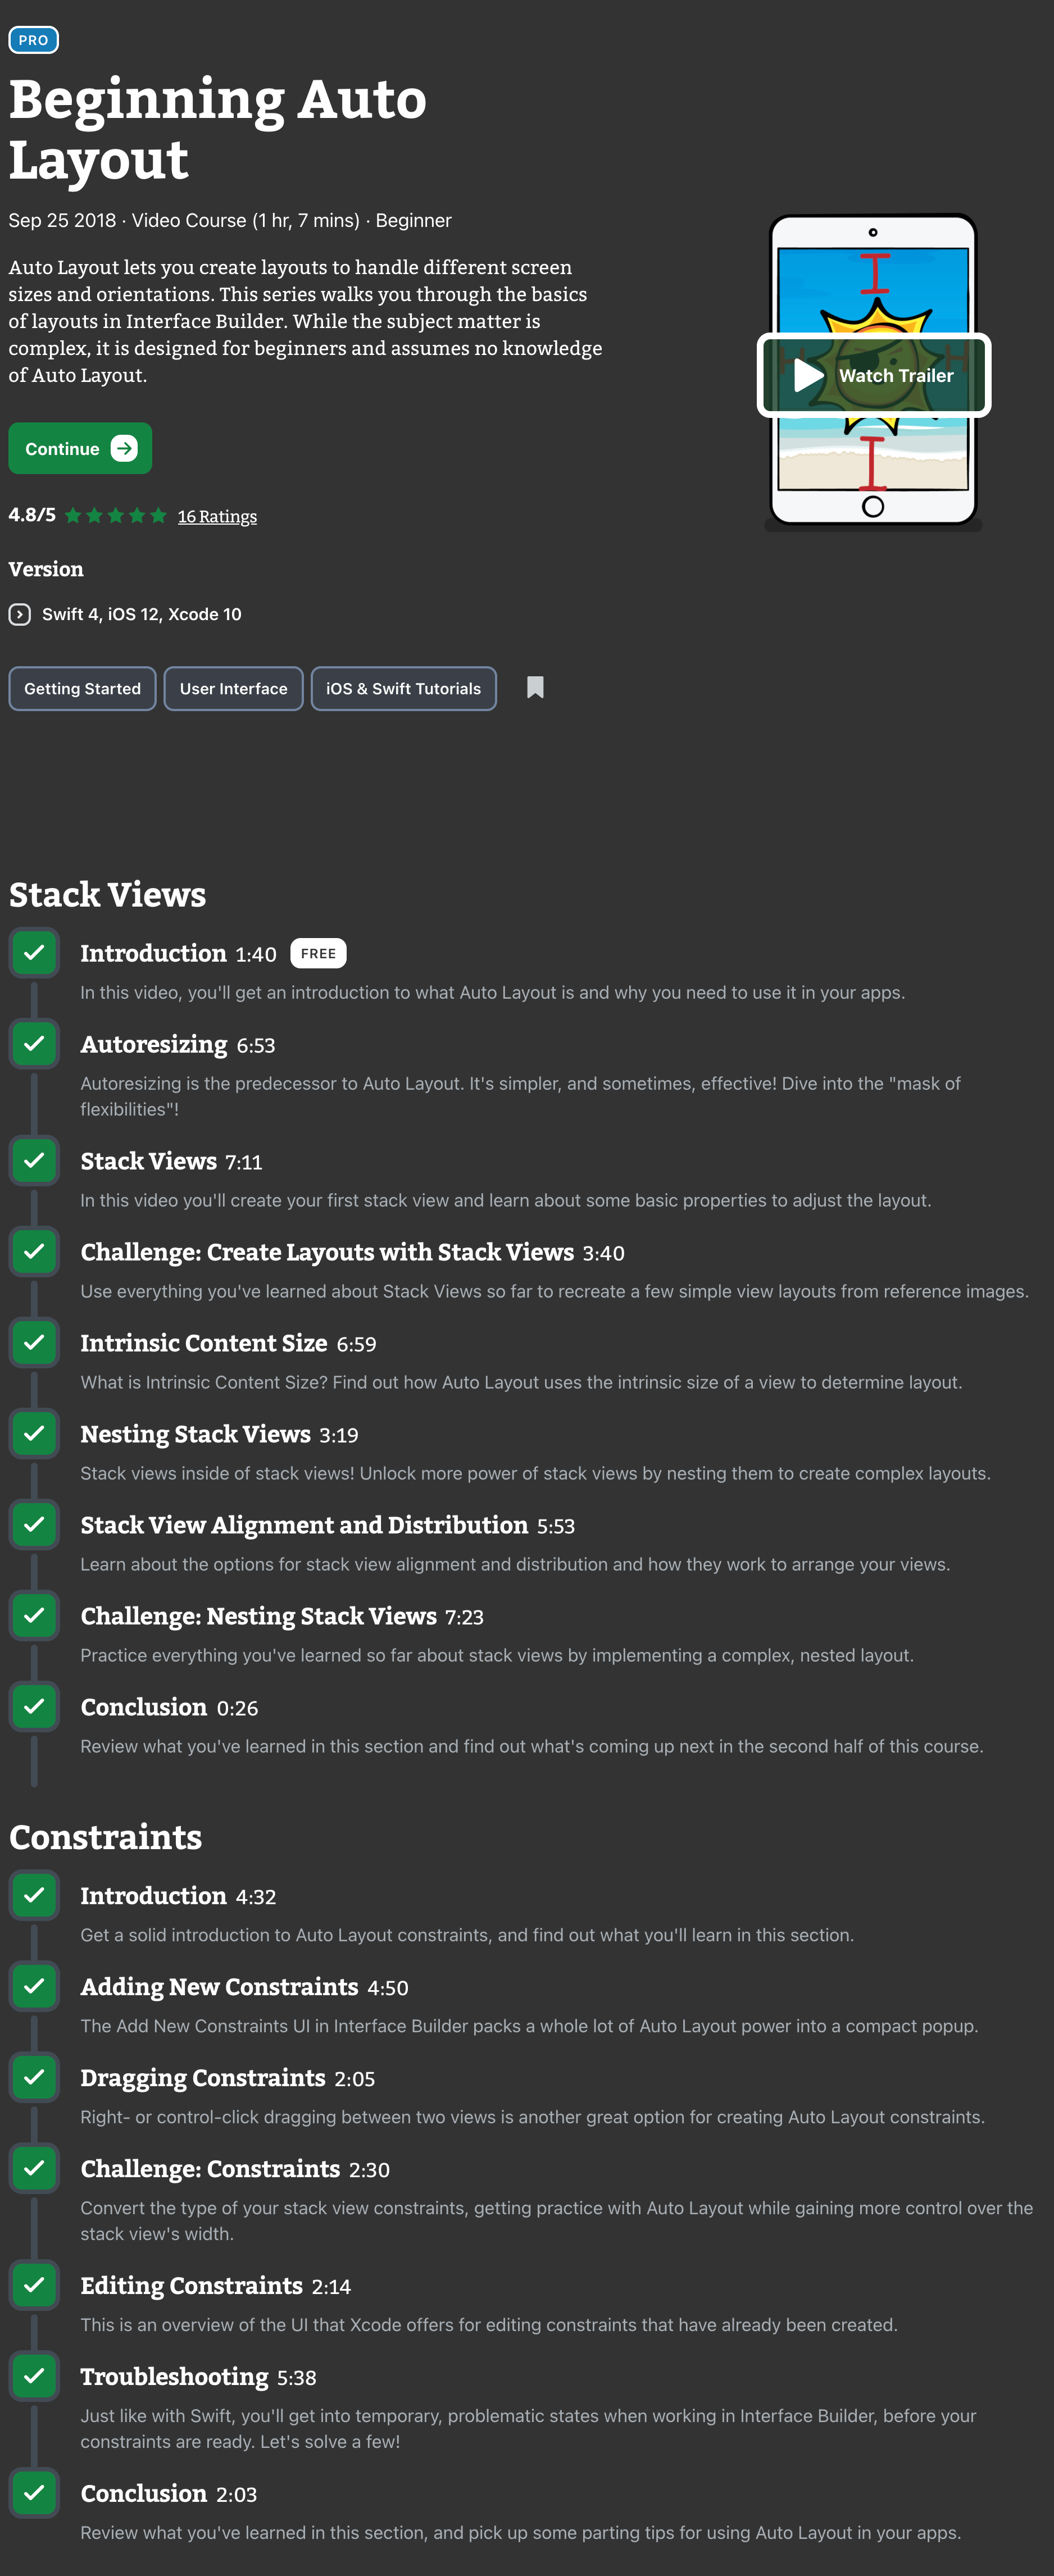 PRO
Beginning Auto
Layout
Sep 25 2018 · Video Course (1 hr, 7 mins) · Beginner
Auto Layout lets you create layouts to handle different screen
sizes and orientations. This series walks you through the basics
of layouts in Interface Builder. While the subject matter is
complex, it is designed for beginners and assumes no knowledge
of Auto Layout.
Watch Trailer
Continue
4.8/5 16 Ratings
Version
Swift 4, iOS 12, Xcode 10
Getting Started User Interface iOS & Swift Tutorials
Stack Views
Introduction 1:40 FREE
In this video, you'll get an introduction to what Auto Layout is and why you need to use it in your apps.
Autoresizing 6:53
Autoresizing is the predecessor to Auto Layout. It's simpler, and sometimes, effective! Dive into the "mask of
flexibilities"!
Stack Views 7:11
In this video you'll create your first stack view and learn about some basic properties to adjust the layout.
Challenge: Create Layouts with Stack Views 3:40
Use everything you've learned about Stack Views so far to recreate a few simple view layouts from reference images.
Intrinsic Content Size 6:59
What is Intrinsic Content Size? Find out how Auto Layout uses the intrinsic size of a view to determine layout.
Nesting Stack Views 3:19
Stack views inside of stack views! Unlock more power of stack views by nesting them to create complex layouts.
Stack View Alignment and Distribution 5:53
Learn about the options for stack view alignment and distribution and how they work to arrange your views.
Challenge: Nesting Stack Views 7:23
Practice everything you've learned so far about stack views by implementing a complex, nested layout.
Conclusion 0:26
Review what you've learned in this section and find out what's coming up next in the second half of this course.
Constraints
Introduction 4:32
Get a solid introduction to Auto Layout constraints, and find out what you'll learn in this section.
Adding New Constraints 4:50
The Add New Constraints UI in Interface Builder packs a whole lot of Auto Layout power into a compact popup.
Dragging Constraints 2:05
Right- or control-click dragging between two views is another great option for creating Auto Layout constraints.
Challenge: Constraints 2:30
Convert the type of your stack view constraints, getting practice with Auto Layout while gaining more control over the
stack view's width.
Editing Constraints 2:14
This is an overview of the UI that Xcode offers for editing constraints that have already been created.
Troubleshooting 5:38
Just like with Swift, you'll get into temporary, problematic states when working in Interface Builder, before your
constraints are ready. Let's solve a few!
Conclusion 2:03
Review what you've learned in this section, and pick up some parting tips for using Auto Layout in your apps.